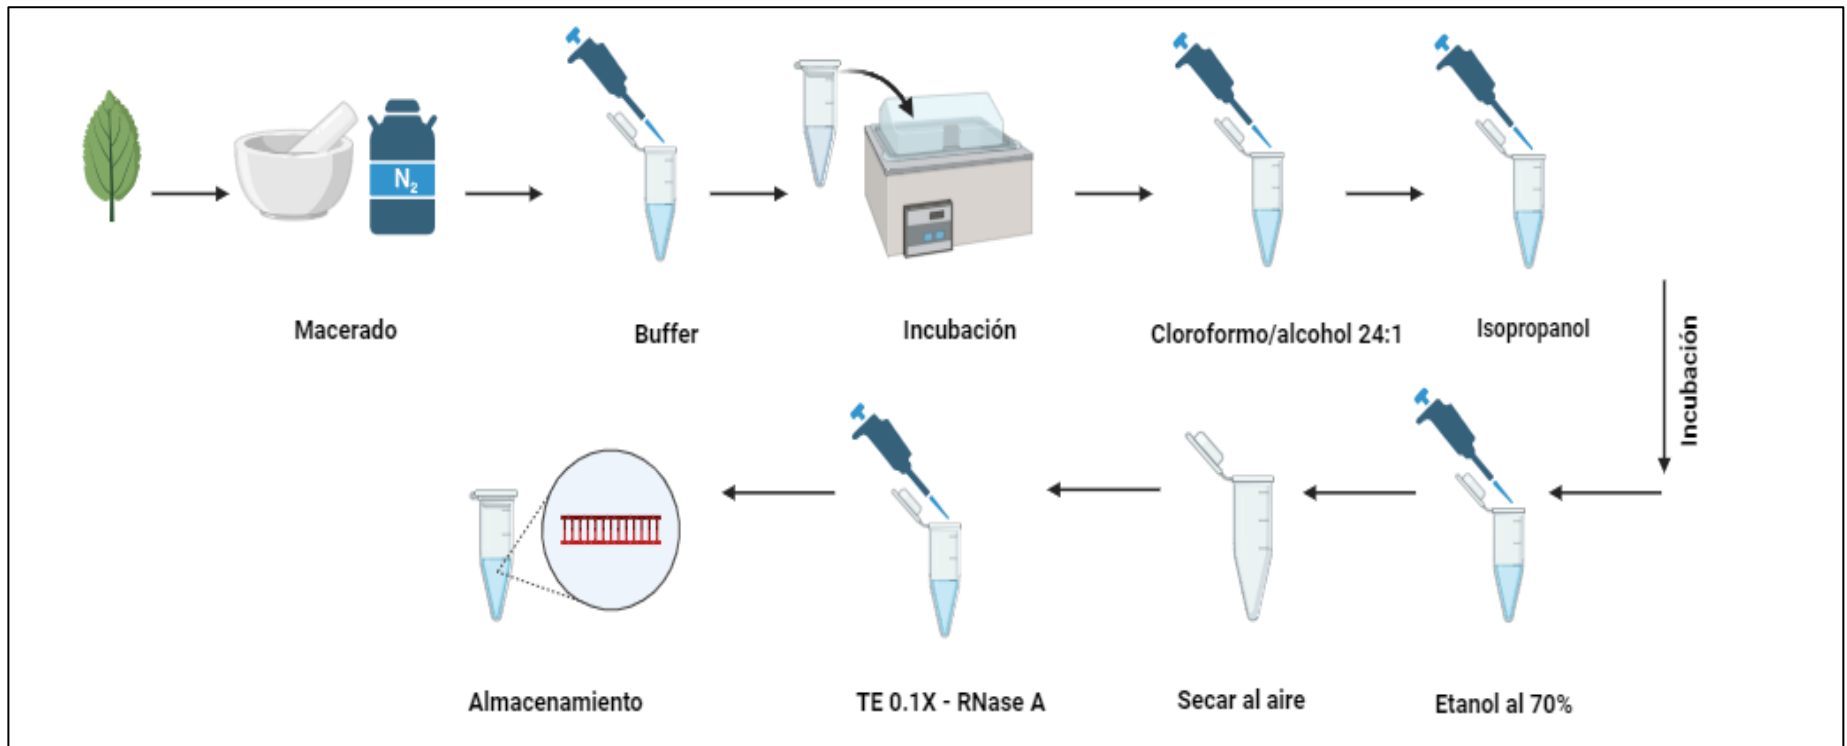 N₂
Macerado
Buffer
Incubación
Cloroformo/alcohol 24:1
Isopropanol
Incubación
Almacenamiento
TE 0.1X - RNase A
Secar al aire
Etanol al 70%